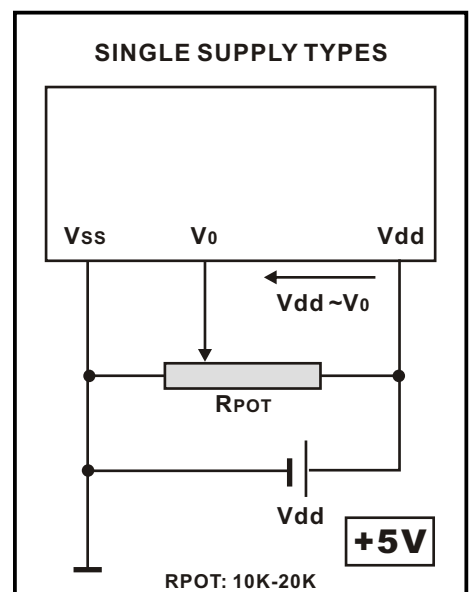 SINGLE SUPPLY TYPES
Vss V0 Vdd
Vdd ~V0
RPOT
Vdd
+5V
RPOT: 10K-20K